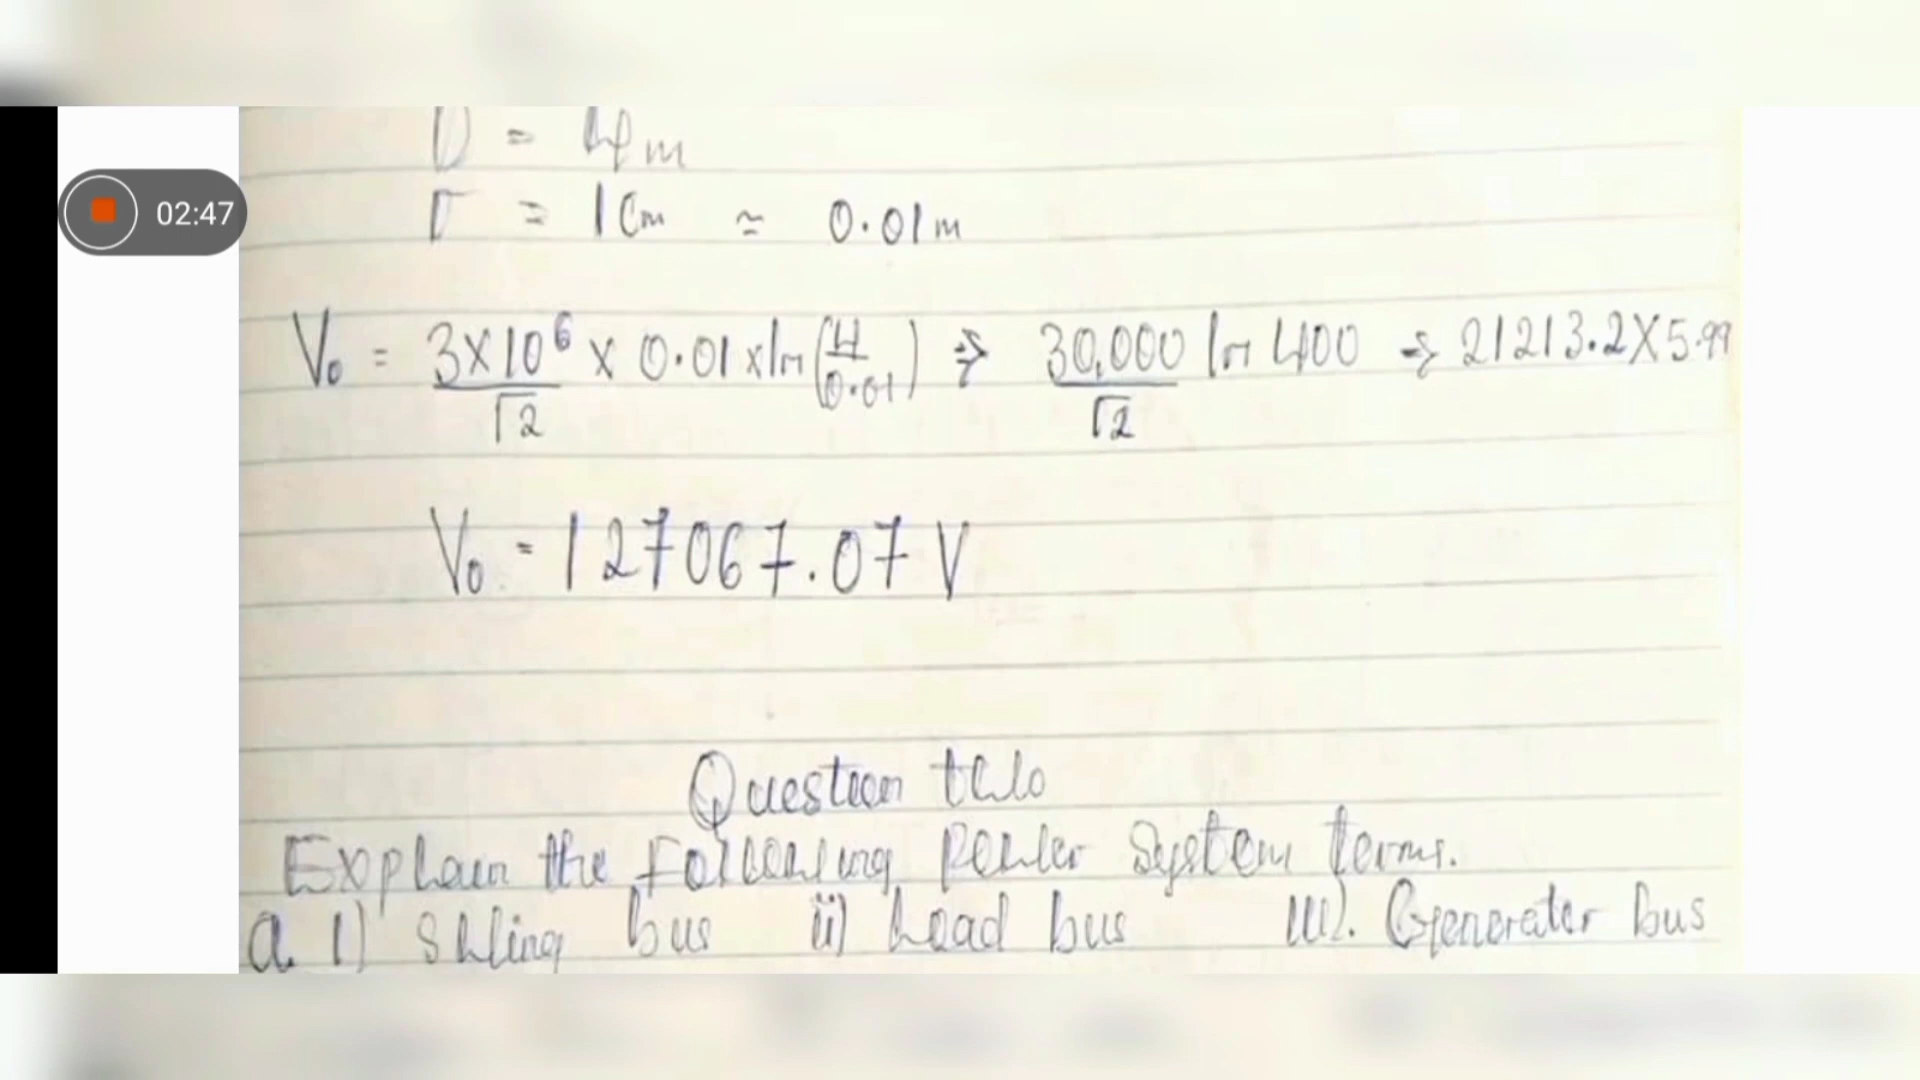 D = 4m
02:47
r = 1cm ≈ 0.01m
V₀ = 3×10⁶/√2 × 0.01 × ln(4/0.01) ⇒ 30,000/√2 ln 400 ⇒ 21213.2 × 5.99
V₀ = 127067.07 V
Question two
Explain the following power system terms.
a. i) Swing bus ii) Load bus iii). Generator bus